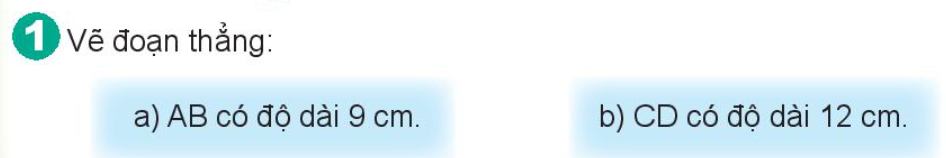 1 Vẽ đoạn thẳng:
a) AB có độ dài 9 cm.
b) CD có độ dài 12 cm.